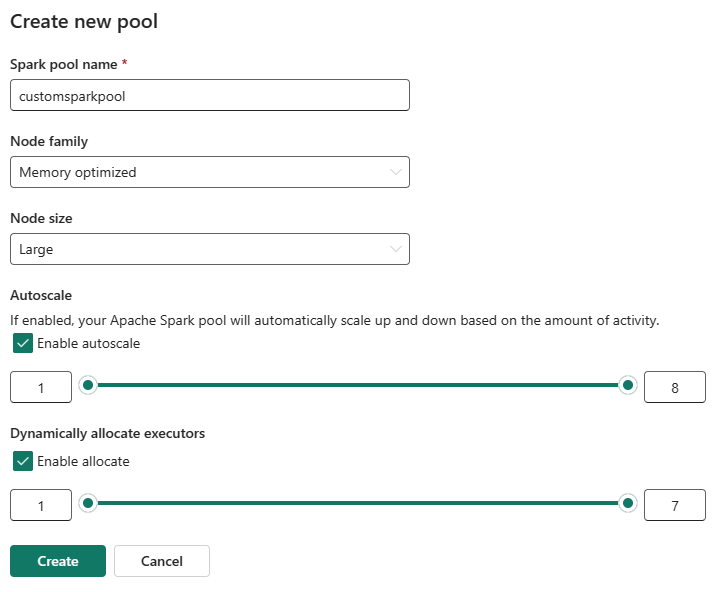 Create new pool
Spark pool name *
customsparkpool
Node family
Memory optimized
Node size
Large
Autoscale
If enabled, your Apache Spark pool will automatically scale up and down based on the amount of activity.
Enable autoscale
1 8
Dynamically allocate executors
Enable allocate
1 7
Create Cancel